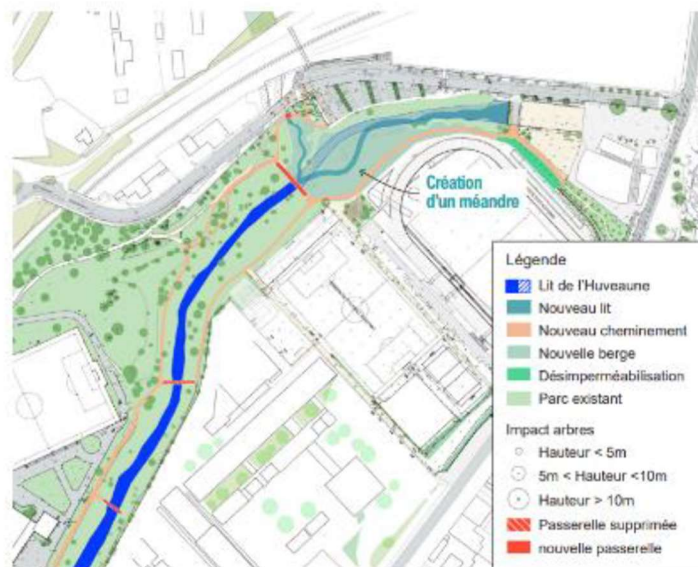 Création
d'un méandre
Légende
Lit de l'Huveaune
Nouveau lit
Nouveau cheminement
Nouvelle berge
Désimperméabilisation
Parc existant
Impact arbres
Hauteur < 5m
5m < Hauteur <10m
Hauteur > 10m
Passerelle supprimée
nouvelle passerelle